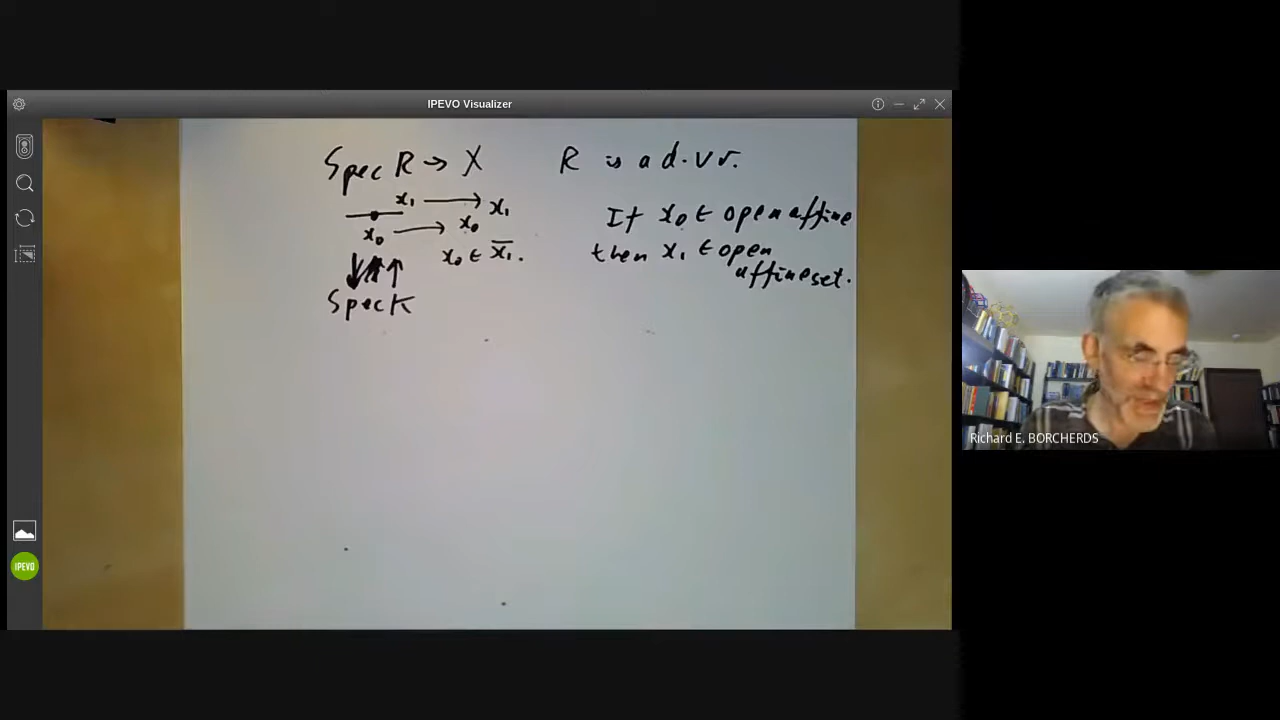 IPEVO Visualizer
Spec R → X R is a d.v r.
x₁ → x₁
x₀ → x₀
x₀ ∈ x̅₁.
If x₀ ∈ open affine
then x₁ ∈ open
affine set.
Spec K
IPEVO
Richard E. BORCHERDS